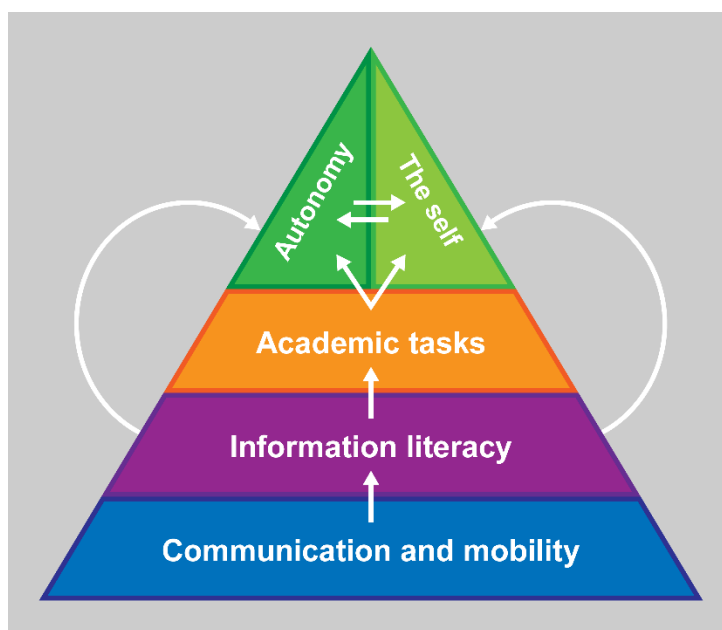 Autonomy
The self
Academic tasks
Information literacy
Communication and mobility